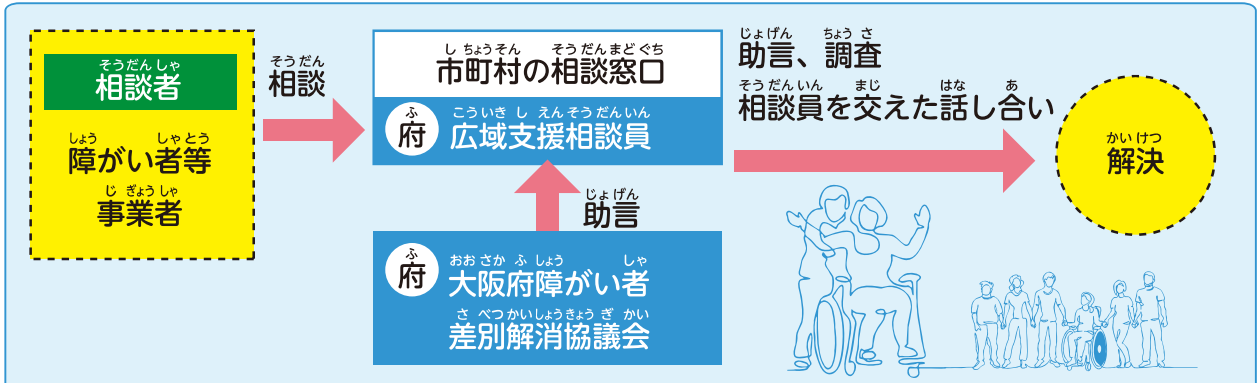 相談者
障がい者等
事業者
相談
市町村の相談窓口
府
広域支援相談員
助言
府
大阪府障がい者
差別解消協議会
助言、調査
相談員を交えた話し合い
解決